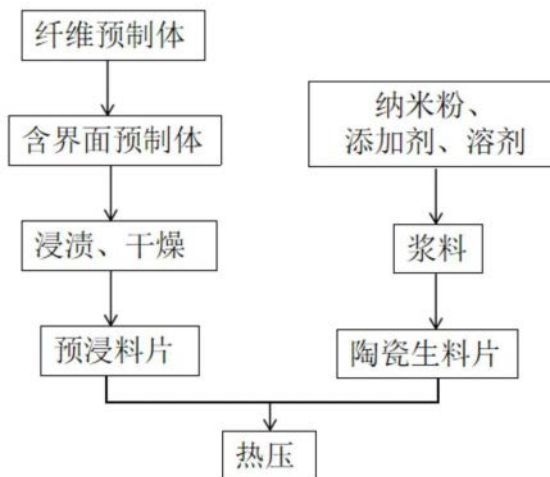 纤维预制体
含界面预制体
浸渍、干燥
预浸料片
纳米粉、
添加剂、溶剂
浆料
陶瓷生料片
热压